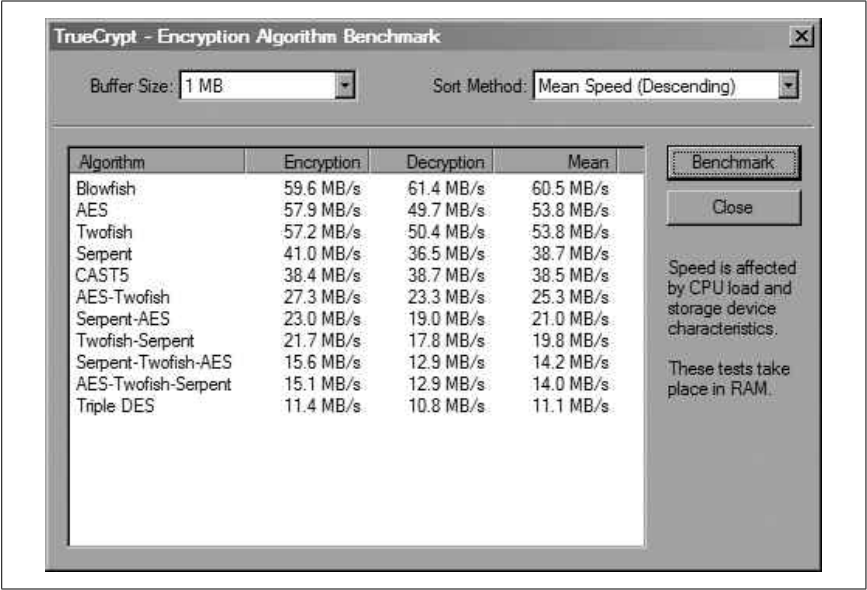 TrueCrypt - Encryption Algorithm Benchmark
Buffer Size: 1 MB Sort Method: Mean Speed (Descending)
Algorithm Encryption Decryption Mean
Blowfish 59.6 MB/s 61.4 MB/s 60.5 MB/s
AES 57.9 MB/s 49.7 MB/s 53.8 MB/s
Twofish 57.2 MB/s 50.4 MB/s 53.8 MB/s
Serpent 41.0 MB/s 36.5 MB/s 38.7 MB/s
CAST5 38.4 MB/s 38.7 MB/s 38.5 MB/s
AES-Twofish 27.3 MB/s 23.3 MB/s 25.3 MB/s
Serpent-AES 23.0 MB/s 19.0 MB/s 21.0 MB/s
Twofish-Serpent 21.7 MB/s 17.8 MB/s 19.8 MB/s
Serpent-Twofish-AES 15.6 MB/s 12.9 MB/s 14.2 MB/s
AES-Twofish-Serpent 15.1 MB/s 12.9 MB/s 14.0 MB/s
Triple DES 11.4 MB/s 10.8 MB/s 11.1 MB/s
Benchmark
Close
Speed is affected
by CPU load and
storage device
characteristics.
These tests take
place in RAM.